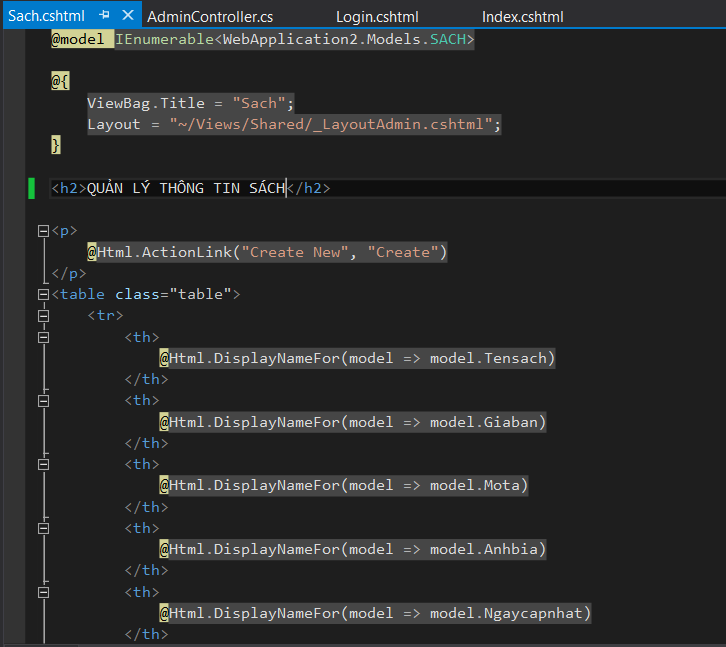 Sach.cshtml AdminController.cs Login.cshtml Index.cshtml
@model IEnumerable<WebApplication2.Models.SACH>
@{
ViewBag.Title = "Sach";
Layout = "~/Views/Shared/_LayoutAdmin.cshtml";
}
<h2>QUẢN LÝ THÔNG TIN SÁCH</h2>
<p>
@Html.ActionLink("Create New", "Create")
</p>
<table class="table">
<tr>
<th>
@Html.DisplayNameFor(model => model.Tensach)
</th>
<th>
@Html.DisplayNameFor(model => model.Giaban)
</th>
<th>
@Html.DisplayNameFor(model => model.Mota)
</th>
<th>
@Html.DisplayNameFor(model => model.Anhbia)
</th>
<th>
@Html.DisplayNameFor(model => model.Ngaycapnhat)
</th>